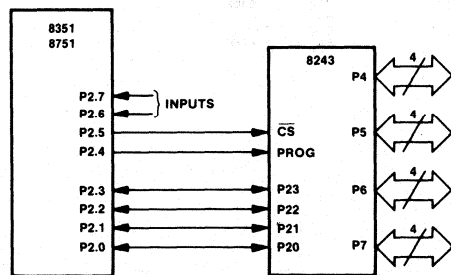 8351
8751
P2.7
P2.6
INPUTS
P2.5
P2.4
P2.3
P2.2
P2.1
P2.0
8243
CS
PROG
P23
P22
P21
P20
P4
P5
P6
P7
4
4
4
4